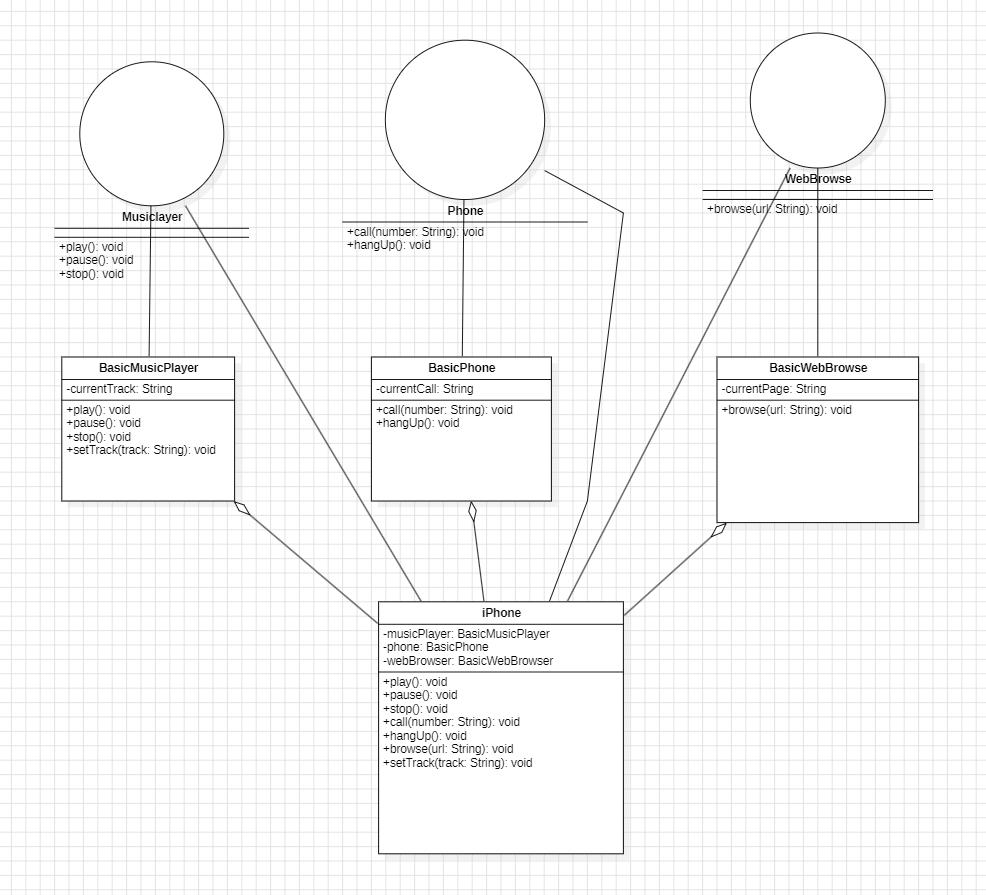 Musiclayer
+play(): void
+pause(): void
+stop(): void
Phone
+call(number: String): void
+hangUp(): void
WebBrowse
+browse(url: String): void
BasicMusicPlayer
-currentTrack: String
+play(): void
+pause(): void
+stop(): void
+setTrack(track: String): void
BasicPhone
-currentCall: String
+call(number: String): void
+hangUp(): void
BasicWebBrowse
-currentPage: String
+browse(url: String): void
iPhone
-musicPlayer: BasicMusicPlayer
-phone: BasicPhone
-webBrowser: BasicWebBrowser
+play(): void
+pause(): void
+stop(): void
+call(number: String): void
+hangUp(): void
+browse(url: String): void
+setTrack(track: String): void